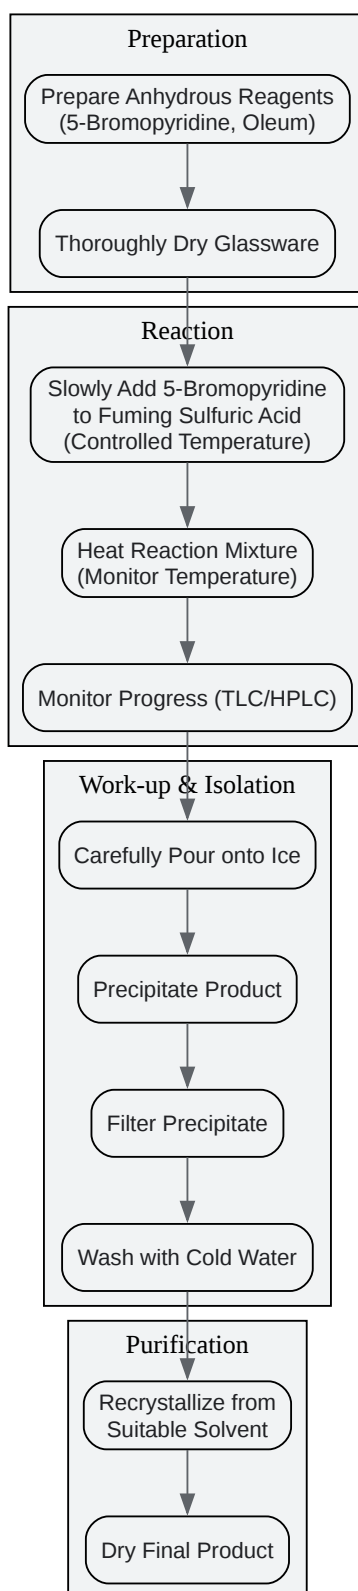 Preparation
Prepare Anhydrous Reagents
(5-Bromopyridine, Oleum)
Thoroughly Dry Glassware
Reaction
Slowly Add 5-Bromopyridine
to Fuming Sulfuric Acid
(Controlled Temperature)
Heat Reaction Mixture
(Monitor Temperature)
Monitor Progress (TLC/HPLC)
Work-up & Isolation
Carefully Pour onto Ice
Precipitate Product
Filter Precipitate
Wash with Cold Water
Purification
Recrystallize from
Suitable Solvent
Dry Final Product